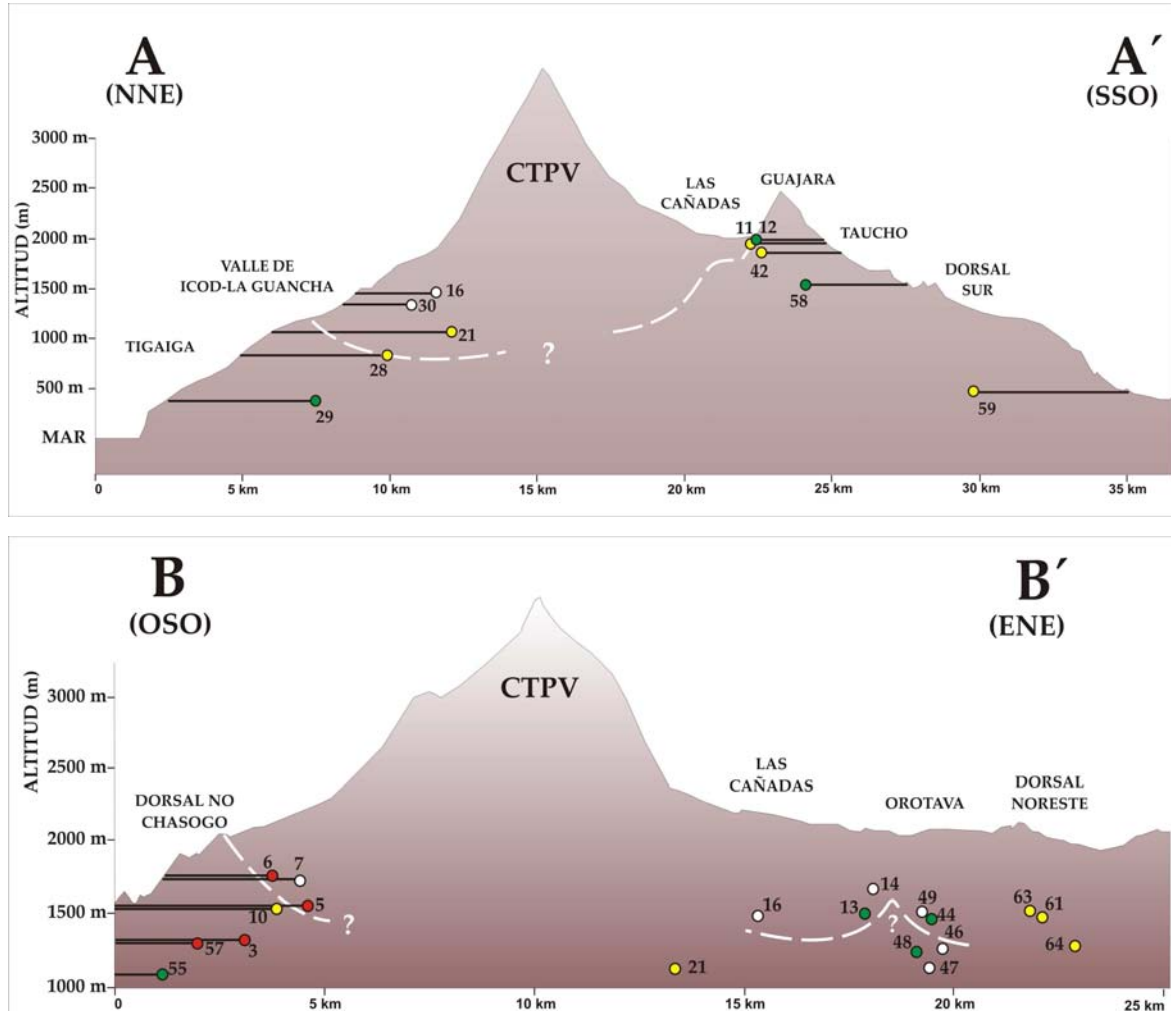 A
(NNE)
A´
(SSO)
3000 m
2500 m
2000 m
1500 m
1000 m
500 m
MAR
ALTITUD (m)
CTPV
LAS
CAÑADAS
GUAJARA
11
12
TAUCHO
42
58
VALLE DE
ICOD-LA GUANCHA
16
30
21
TIGAIGA
28
29
DORSAL
SUR
59
?
0
5 km
10 km
15 km
20 km
25 km
30 km
35 km
B
(OSO)
B´
(ENE)
ALTITUD (m)
3000 m
2500 m
2000 m
1500 m
1000 m
CTPV
DORSAL NO
CHASOGO
LAS
CAÑADAS
OROTAVA
DORSAL
NORESTE
6
7
5
10
?
57
3
55
16
14
13
49
44
?
46
48
47
21
63
61
64
0
5 km
10 km
15 km
20 km
25 km